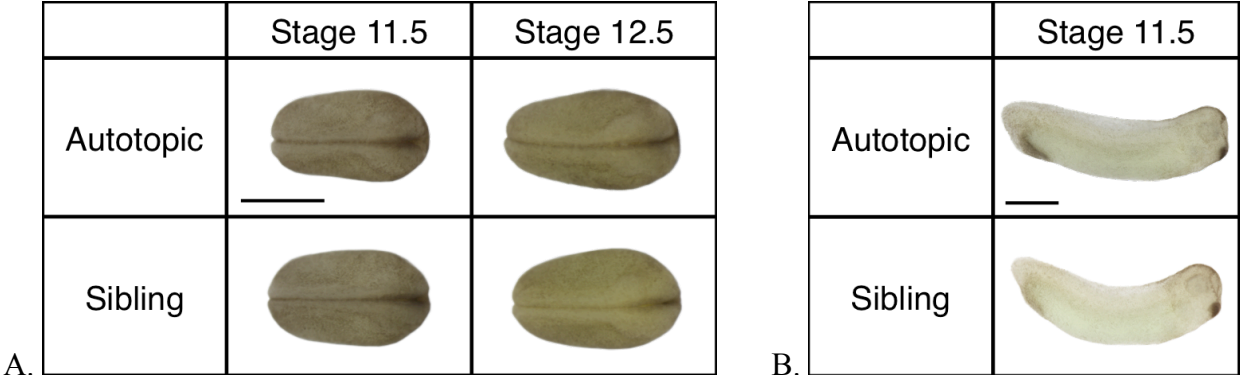 Stage 11.5 Stage 12.5
Autotopic
Sibling
A.
Stage 11.5
Autotopic
Sibling
B.